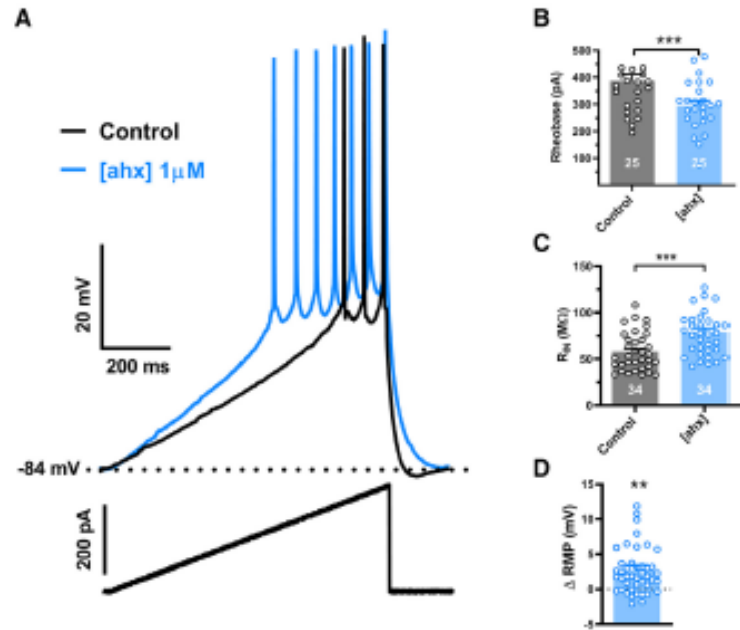 A
Control
[ahx] 1μM
20 mV
200 ms
-84 mV
200 pA
B
***
Rheobase (pA)
500
400
300
200
100
25
25
Control
[ahx]
C
***
R_IN (MΩ)
150
100
50
0
34
34
Control
[ahx]
D
**
Δ RMP (mV)
15
10
5
0
-5